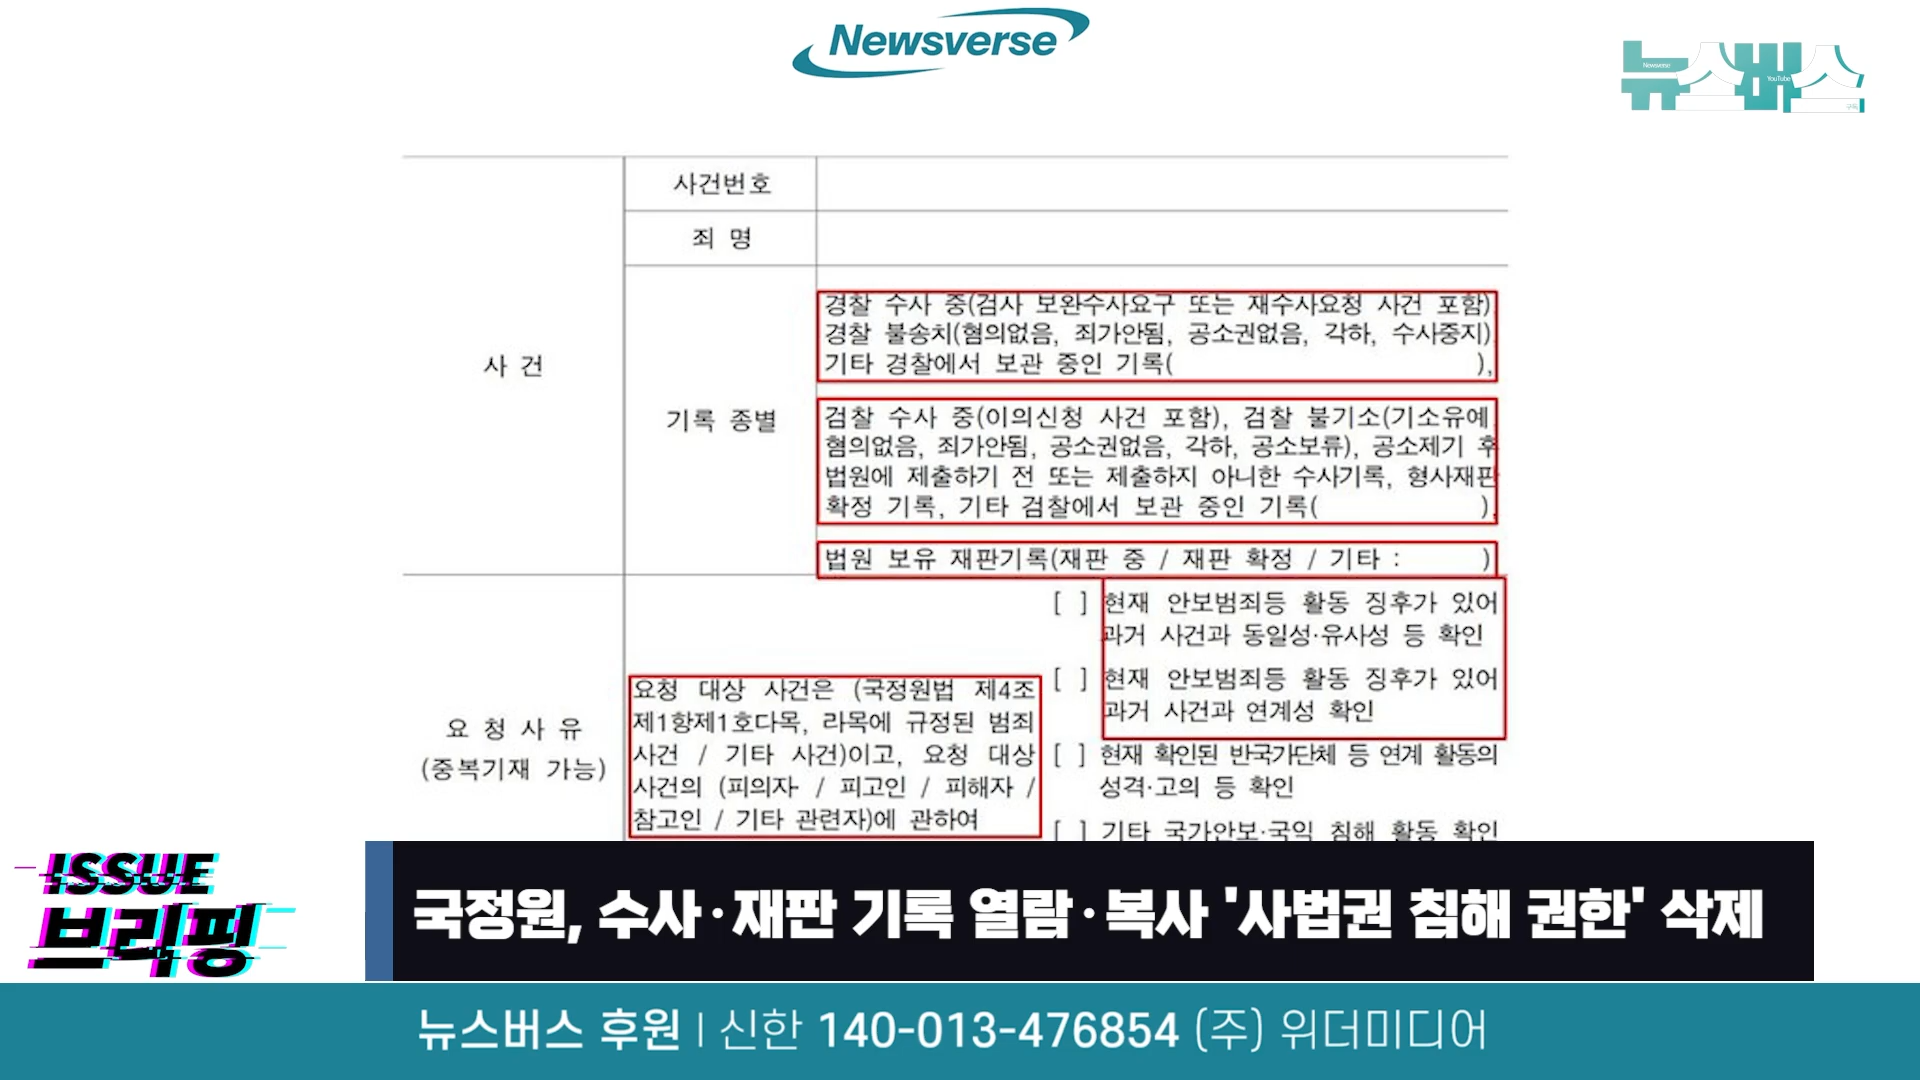 Newsverse
뉴스버스
Newsverse
YouTube
구독
사건번호
죄 명
사 건
기록 종별
경찰 수사 중(검사 보완수사요구 또는 재수사요청 사건 포함)
경찰 불송치(혐의없음, 죄가안됨, 공소권없음, 각하, 수사중지)
기타 경찰에서 보관 중인 기록( ),
검찰 수사 중(이의신청 사건 포함), 검찰 불기소(기소유예
혐의없음, 죄가안됨, 공소권없음, 각하, 공소보류), 공소제기 후
법원에 제출하기 전 또는 제출하지 아니한 수사기록, 형사재판
확정 기록, 기타 검찰에서 보관 중인 기록( ),
법원 보유 재판기록(재판 중 / 재판 확정 / 기타 : )
요 청 사 유
(중복기재 가능)
요청 대상 사건은 (국정원법 제4조
제1항제1호다목, 라목에 규정된 범죄
사건 / 기타 사건)이고, 요청 대상
사건의 (피의자 / 피고인 / 피해자 /
참고인 / 기타 관련자)에 관하여
[ ] 현재 안보범죄등 활동 징후가 있어
과거 사건과 동일성·유사성 등 확인
[ ] 현재 안보범죄등 활동 징후가 있어
과거 사건과 연계성 확인
[ ] 현재 확인된 반국가단체 등 연계 활동의
성격·고의 등 확인
[ ] 기타 국가안보·국익 침해 활동 확인
ISSUE
브리핑
국정원, 수사·재판 기록 열람·복사 '사법권 침해 권한' 삭제
뉴스버스 후원 | 신한 140-013-476854 (주) 위더미디어